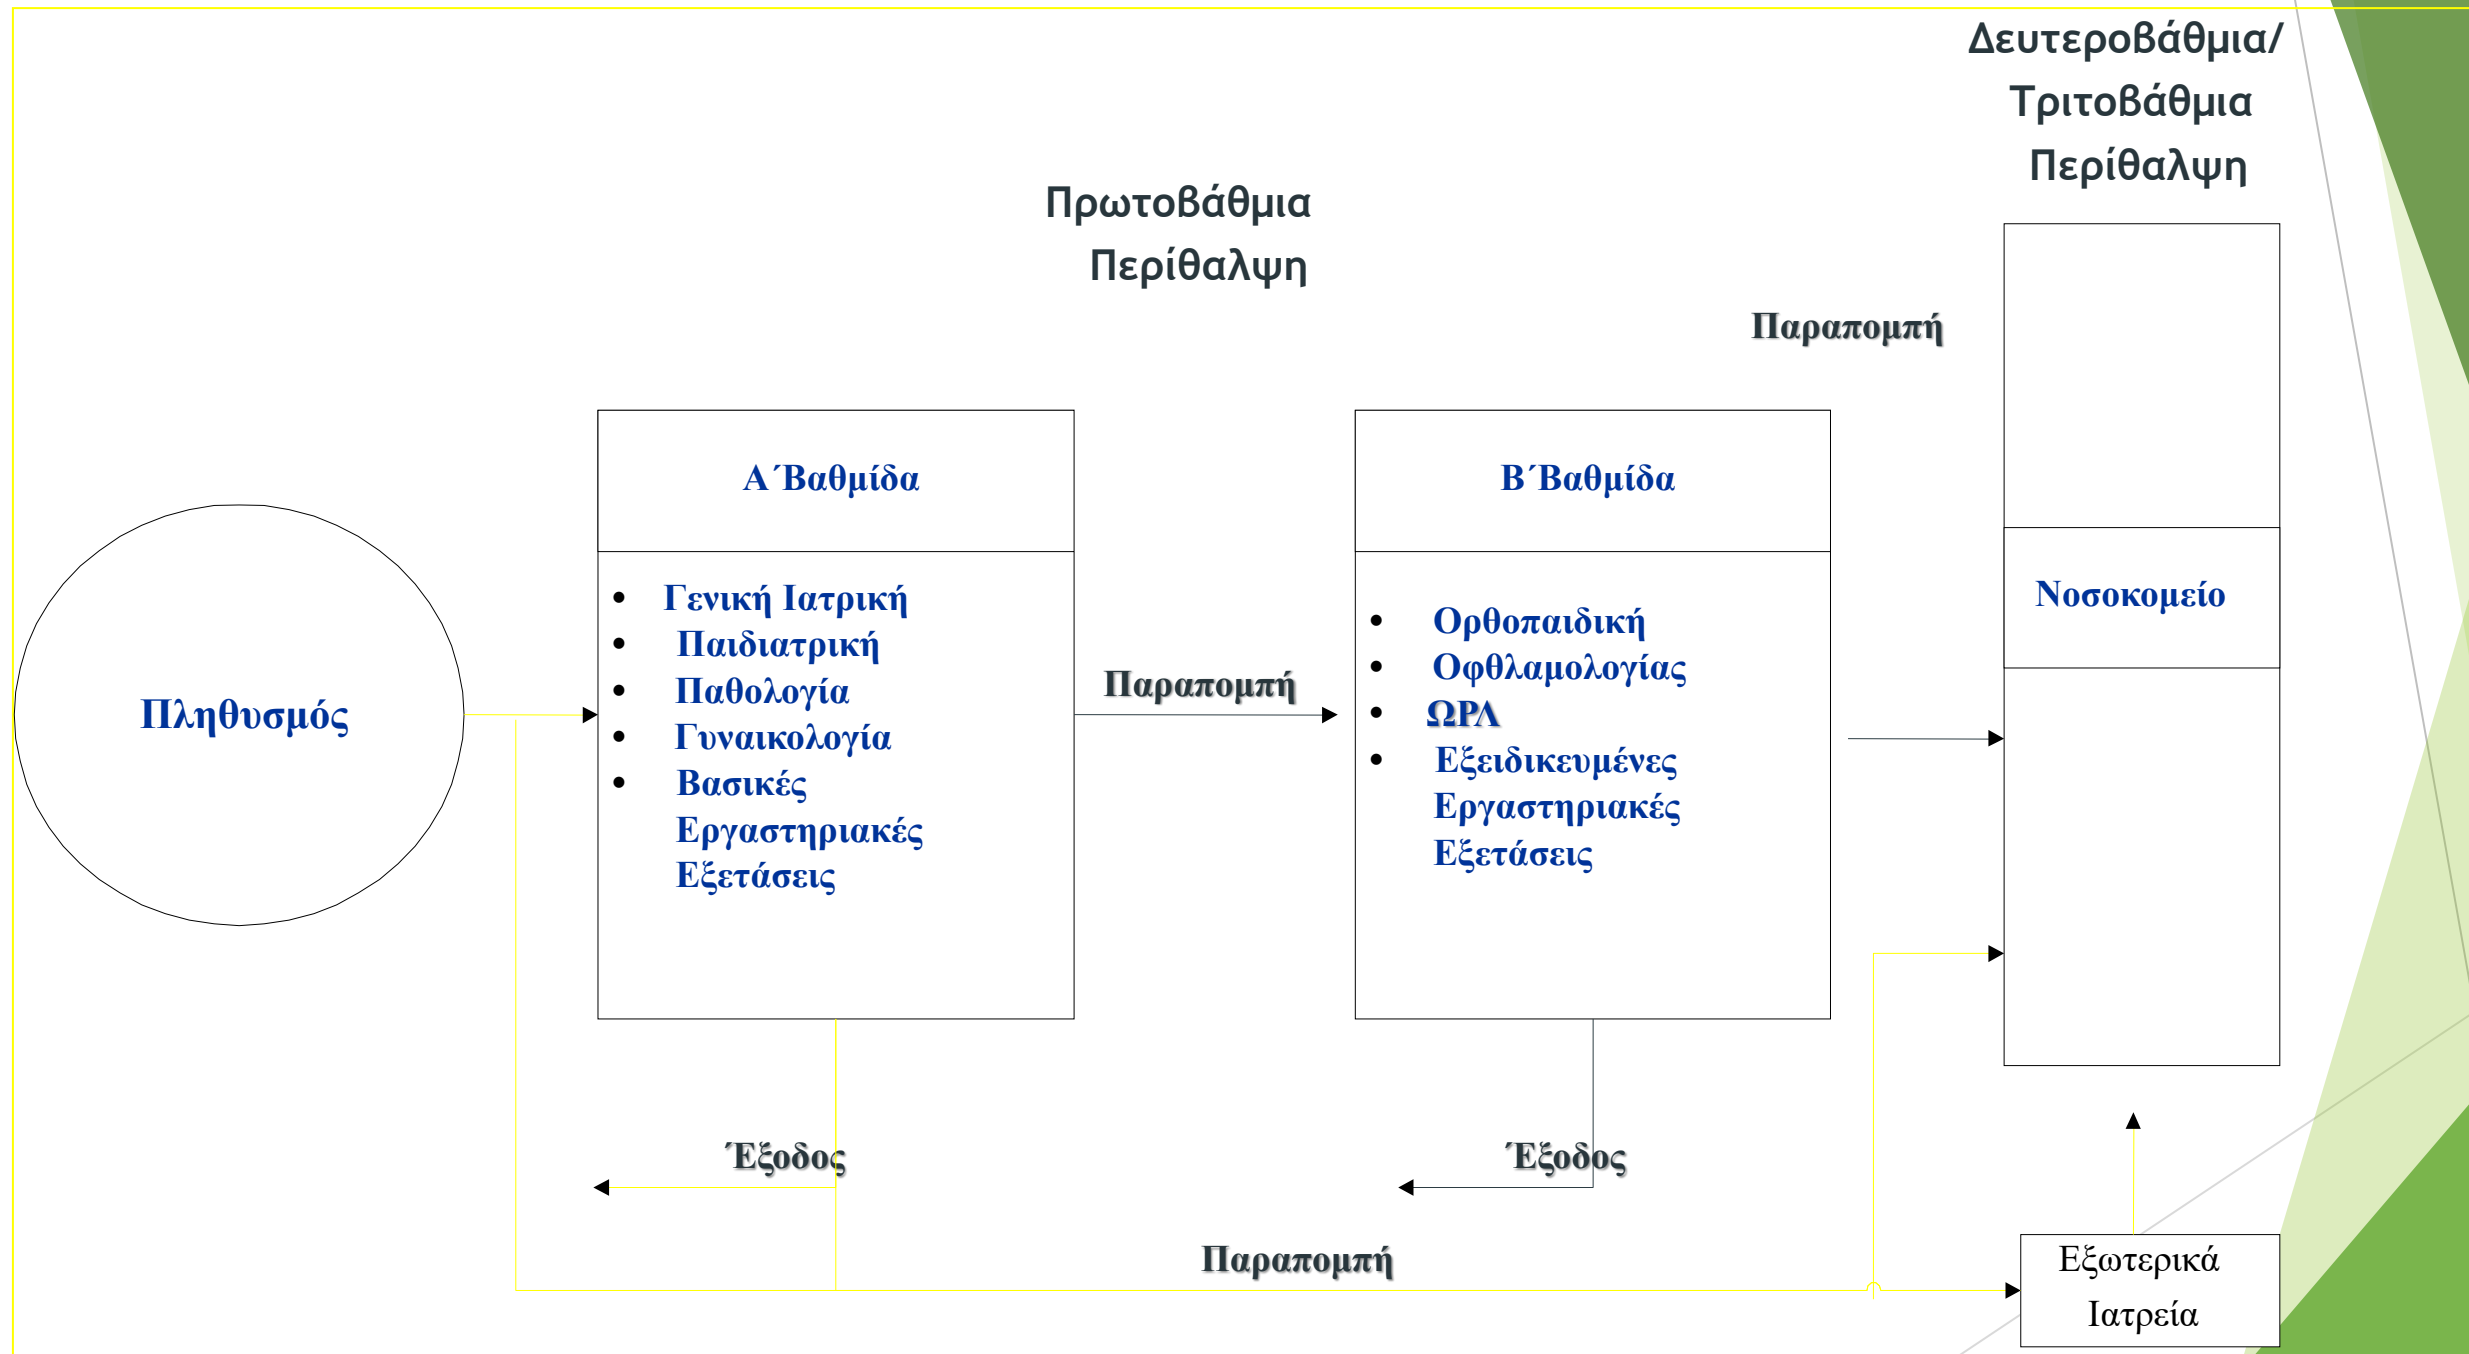 Δευτεροβάθμια/
Τριτοβάθμια
Περίθαλψη
Πρωτοβάθμια
Περίθαλψη
Παραπομπή
Πληθυσμός
Α΄Βαθμίδα
• Γενική Ιατρική
• Παιδιατρική
• Παθολογία
• Γυναικολογία
• Βασικές
Εργαστηριακές
Εξετάσεις
Παραπομπή
Β΄Βαθμίδα
• Ορθοπαιδική
• Οφθλαμολογίας
• ΩΡΛ
• Εξειδικευμένες
Εργαστηριακές
Εξετάσεις
Νοσοκομείο
Έξοδος
Έξοδος
Παραπομπή
Εξωτερικά
Ιατρεία